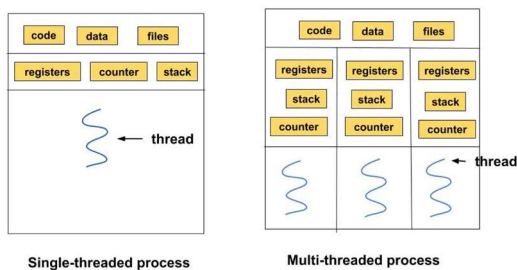 code data files
registers counter stack
thread
Single-threaded process
code data files
registers registers registers
stack stack stack
counter counter counter
thread
Multi-threaded process